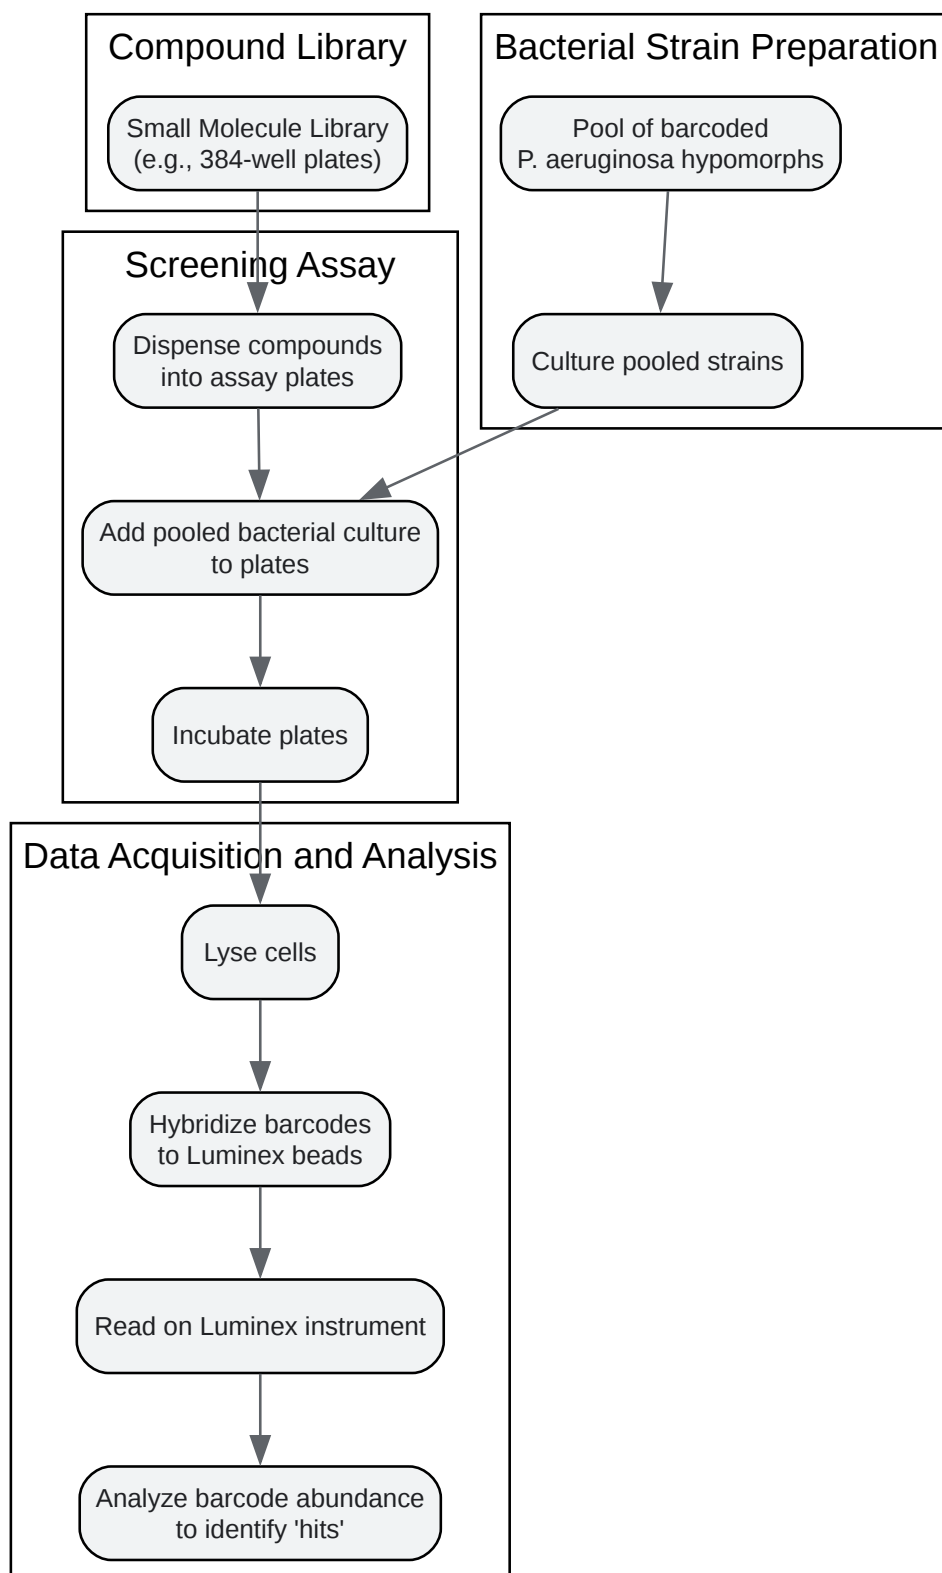 Compound Library
Small Molecule Library
(e.g., 384-well plates)
Bacterial Strain Preparation
Pool of barcoded
P. aeruginosa hypomorphs
Culture pooled strains
Screening Assay
Dispense compounds
into assay plates
Add pooled bacterial culture
to plates
Incubate plates
Data Acquisition and Analysis
Lyse cells
Hybridize barcodes
to Luminex beads
Read on Luminex instrument
Analyze barcode abundance
to identify 'hits'